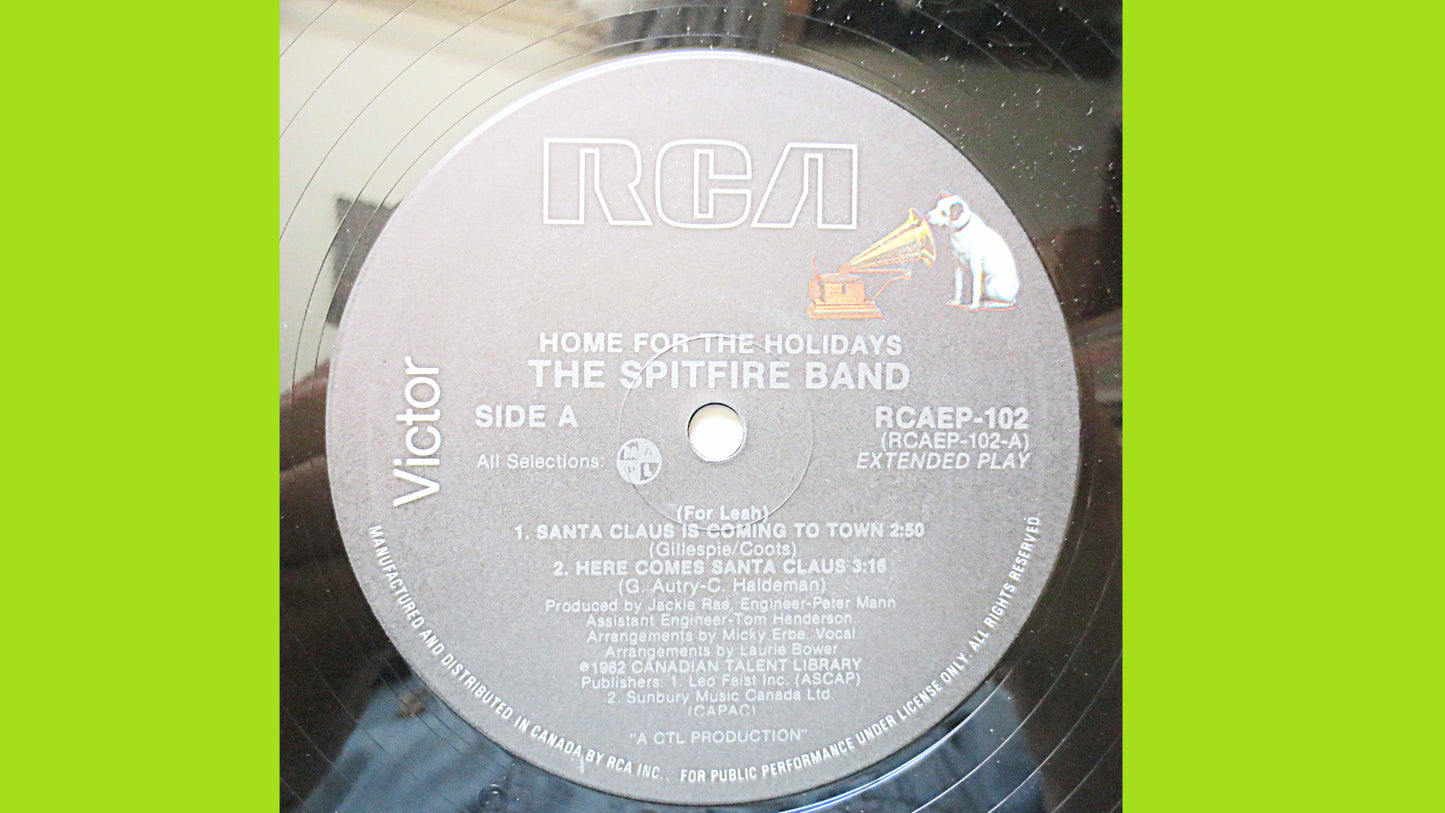 RCA
HOME FOR THE HOLIDAYS
THE SPITFIRE BAND
Victor
SIDE A
RCAEP-102
(RCAEP-102-A)
All Selections:
M A
P L
EXTENDED PLAY
(For Leah)
1. SANTA CLAUS IS COMING TO TOWN 2:50
(Gillespie/Coots)
2. HERE COMES SANTA CLAUS 3:16
(G. Autry-C. Haldeman)
Produced by Jackie Rae, Engineer-Peter Mann
Assistant Engineer-Tom Henderson
Arrangements by Micky Erbe, Vocal
Arrangements by Laurie Bower
℗1982 CANADIAN TALENT LIBRARY
Publishers: 1. Leo Feist Inc. (ASCAP)
2. Sunbury Music Canada Ltd.
(CAPAC)
"A CTL PRODUCTION"
MANUFACTURED AND DISTRIBUTED IN CANADA BY RCA INC.. FOR PUBLIC PERFORMANCE UNDER LICENSE ONLY. ALL RIGHTS RESERVED.